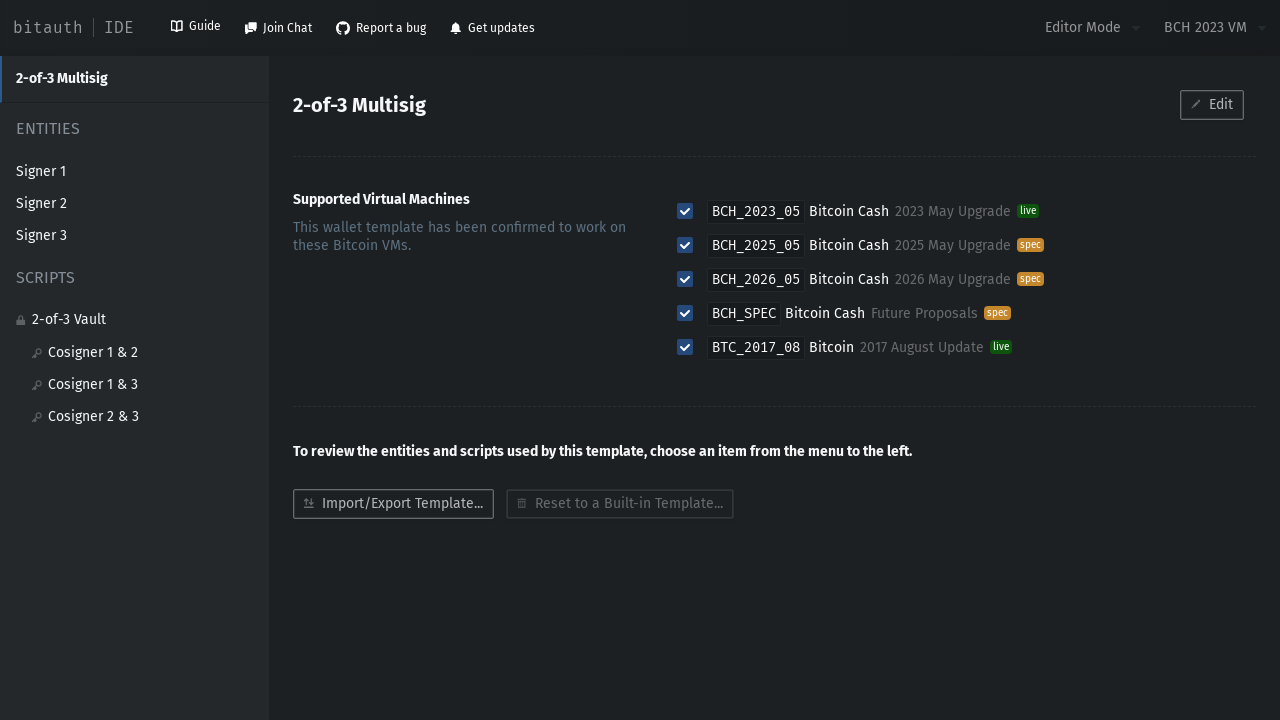 bitauth IDE Guide Join Chat Report a bug Get updates Editor Mode BCH 2023 VM
2-of-3 Multisig
ENTITIES
Signer 1
Signer 2
Signer 3
SCRIPTS
2-of-3 Vault
Cosigner 1 & 2
Cosigner 1 & 3
Cosigner 2 & 3
2-of-3 Multisig
Edit
Supported Virtual Machines
This wallet template has been confirmed to work on
these Bitcoin VMs.
BCH_2023_05 Bitcoin Cash 2023 May Upgrade live
BCH_2025_05 Bitcoin Cash 2025 May Upgrade spec
BCH_2026_05 Bitcoin Cash 2026 May Upgrade spec
BCH_SPEC Bitcoin Cash Future Proposals spec
BTC_2017_08 Bitcoin 2017 August Update live
To review the entities and scripts used by this template, choose an item from the menu to the left.
Import/Export Template... Reset to a Built-in Template...